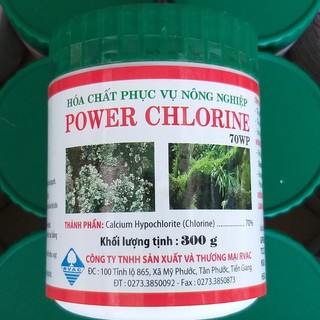 HÓA CHẤT PHỤC VỤ NÔNG NGHIỆP
POWER CHLORINE
70WP
THÀNH PHẦN: Calcium Hypochlorite (Chlorine) ................ 70%
Khối lượng tịnh : 300 g
RVAC
CÔNG TY TNHH SẢN XUẤT VÀ THƯƠNG MẠI RVAC
ĐC : 100 Tỉnh lộ 865, Xã Mỹ Phước, Tân Phước, Tiền Giang
ĐT : 0273.3850092 - Fax : 0273.3850873